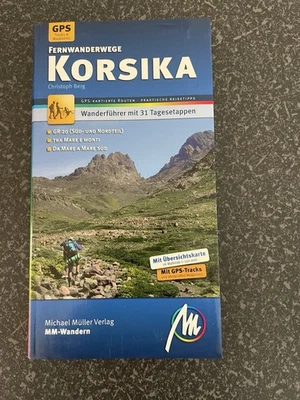 GPS
FERNWANDERWEGE
KORSIKA
Christoph Berg
GPS KARTIERTE ROUTEN · PRAKTISCHE REISETIPPS
Wanderführer mit 31 Tagesetappen
GR 20 (SÜD- UND NORDTEIL)
TRA MARE E MONTI
DA MARE A MARE SUD
Mit Übersichtskarte
Mit GPS-Tracks
Michael Müller Verlag
MM-Wandern